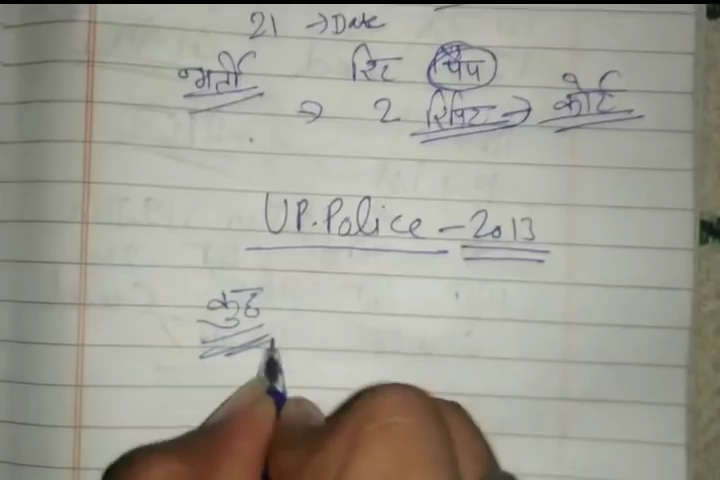 21 → Date
भर्ती रिट
→ 2 रिपिट → कोर्ट
UP.Police - 2013
कुछ